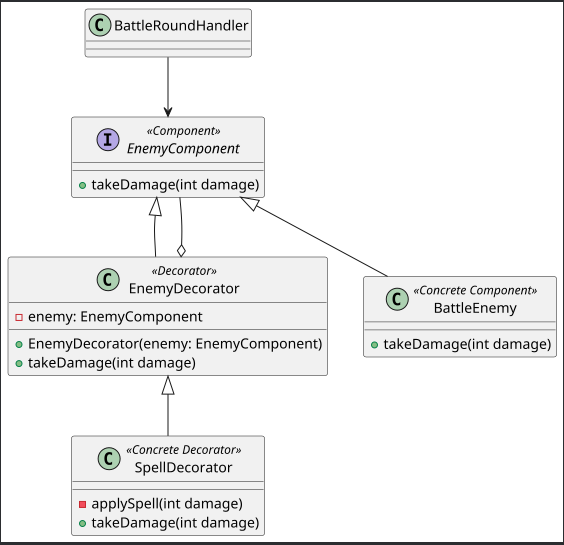 C BattleRoundHandler
«Component»
I EnemyComponent
takeDamage(int damage)
«Decorator»
C EnemyDecorator
enemy: EnemyComponent
EnemyDecorator(enemy: EnemyComponent)
takeDamage(int damage)
«Concrete Component»
C BattleEnemy
takeDamage(int damage)
«Concrete Decorator»
C SpellDecorator
applySpell(int damage)
takeDamage(int damage)